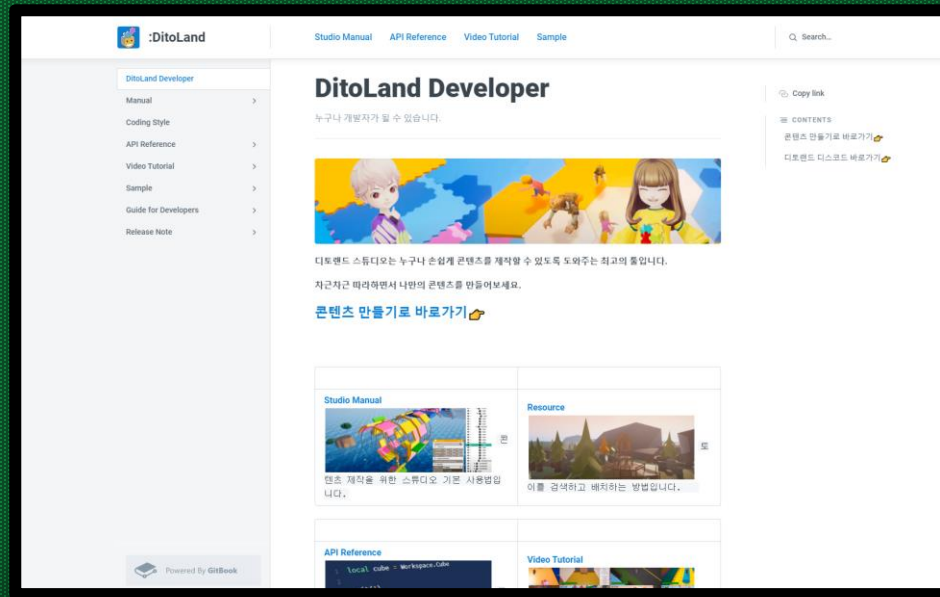 :DitoLand
Studio Manual
API Reference
Video Tutorial
Sample
Search...
DitoLand Developer
Manual
Coding Style
API Reference
Video Tutorial
Sample
Guide for Developers
Release Note
Powered By GitBook
DitoLand Developer
누구나 개발자가 될 수 있습니다.
디토랜드 스튜디오는 누구나 손쉽게 콘텐츠를 제작할 수 있도록 도와주는 최고의 툴입니다.
차근차근 따라하면서 나만의 콘텐츠를 만들어보세요.
콘텐츠 만들기로 바로가기👉
Studio Manual
텐츠 제작을 위한 스튜디오 기본 사용법입
니다.
Resource
토
이를 검색하고 배치하는 방법입니다.
API Reference
local cube = Workspace.Cube
Video Tutorial
Copy link
CONTENTS
콘텐츠 만들기로 바로가기👉
디토랜드 디스코드 바로가기👉